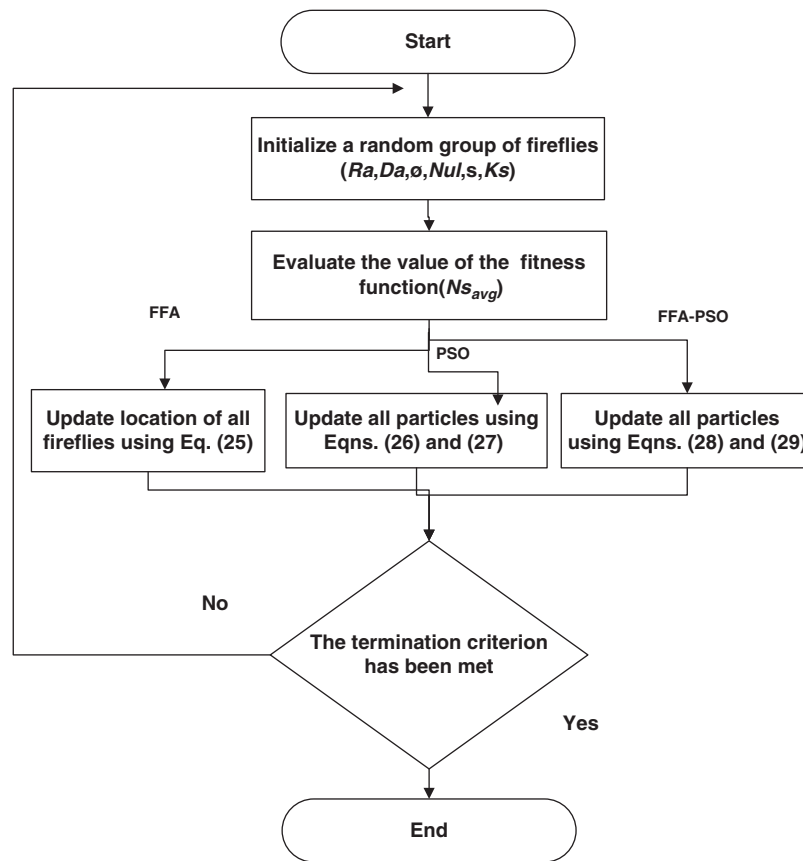 Start
Initialize a random group of fireflies
(Ra,Da,ø,Nul,s,Ks)
Evaluate the value of the fitness
function(Ns_avg)
FFA
PSO
FFA-PSO
Update location of all
fireflies using Eq. (25)
Update all particles using
Eqns. (26) and (27)
Update all particles
using Eqns. (28) and (29)
No
The termination criterion
has been met
Yes
End